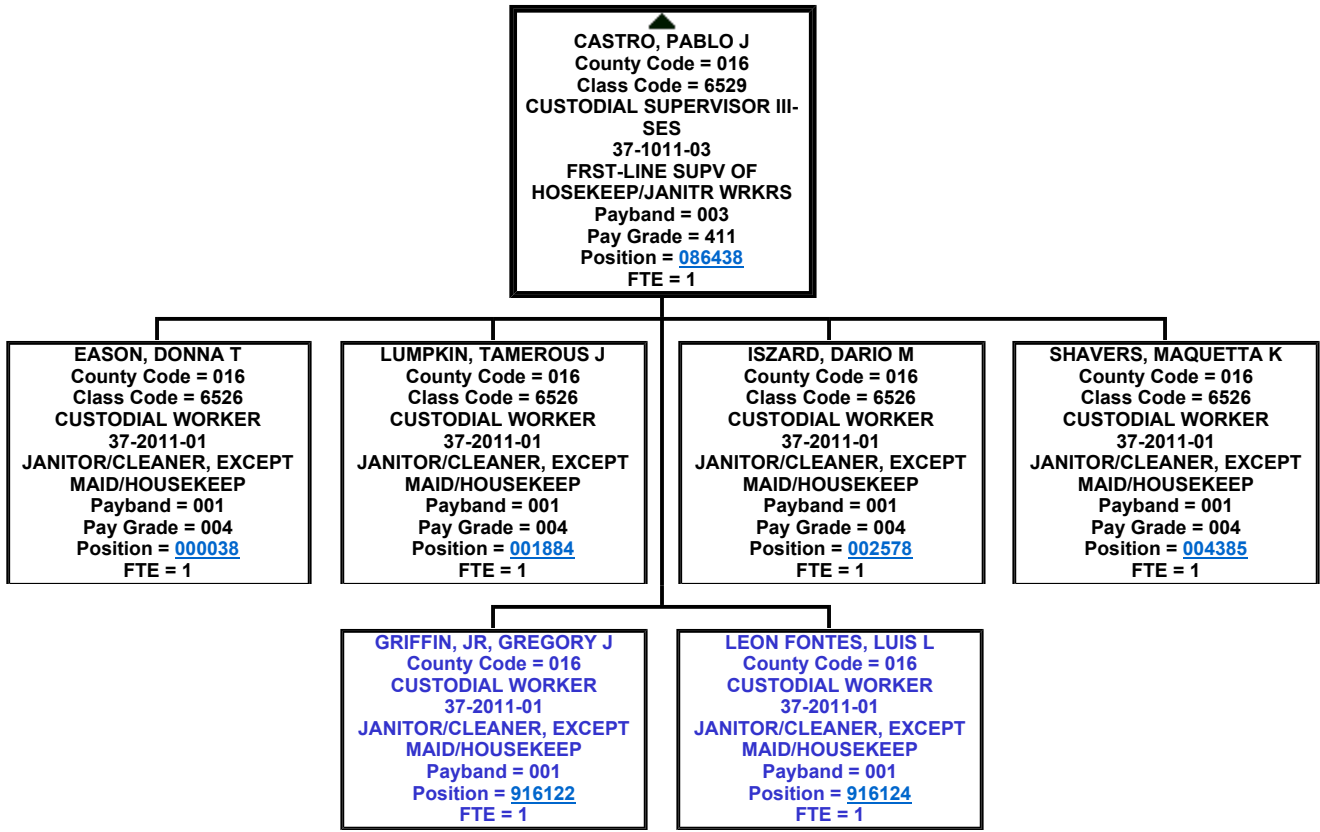 CASTRO, PABLO J
County Code = 016
Class Code = 6529
CUSTODIAL SUPERVISOR III-
SES
37-1011-03
FRST-LINE SUPV OF
HOSEKEEP/JANITR WRKRS
Payband = 003
Pay Grade = 411
Position = 086438
FTE = 1
EASON, DONNA T
County Code = 016
Class Code = 6526
CUSTODIAL WORKER
37-2011-01
JANITOR/CLEANER, EXCEPT
MAID/HOUSEKEEP
Payband = 001
Pay Grade = 004
Position = 000038
FTE = 1
LUMPKIN, TAMEROUS J
County Code = 016
Class Code = 6526
CUSTODIAL WORKER
37-2011-01
JANITOR/CLEANER, EXCEPT
MAID/HOUSEKEEP
Payband = 001
Pay Grade = 004
Position = 001884
FTE = 1
ISZARD, DARIO M
County Code = 016
Class Code = 6526
CUSTODIAL WORKER
37-2011-01
JANITOR/CLEANER, EXCEPT
MAID/HOUSEKEEP
Payband = 001
Pay Grade = 004
Position = 002578
FTE = 1
SHAVERS, MAQUETTA K
County Code = 016
Class Code = 6526
CUSTODIAL WORKER
37-2011-01
JANITOR/CLEANER, EXCEPT
MAID/HOUSEKEEP
Payband = 001
Pay Grade = 004
Position = 004385
FTE = 1
GRIFFIN, JR, GREGORY J
County Code = 016
CUSTODIAL WORKER
37-2011-01
JANITOR/CLEANER, EXCEPT
MAID/HOUSEKEEP
Payband = 001
Position = 916122
FTE = 1
LEON FONTES, LUIS L
County Code = 016
CUSTODIAL WORKER
37-2011-01
JANITOR/CLEANER, EXCEPT
MAID/HOUSEKEEP
Payband = 001
Position = 916124
FTE = 1